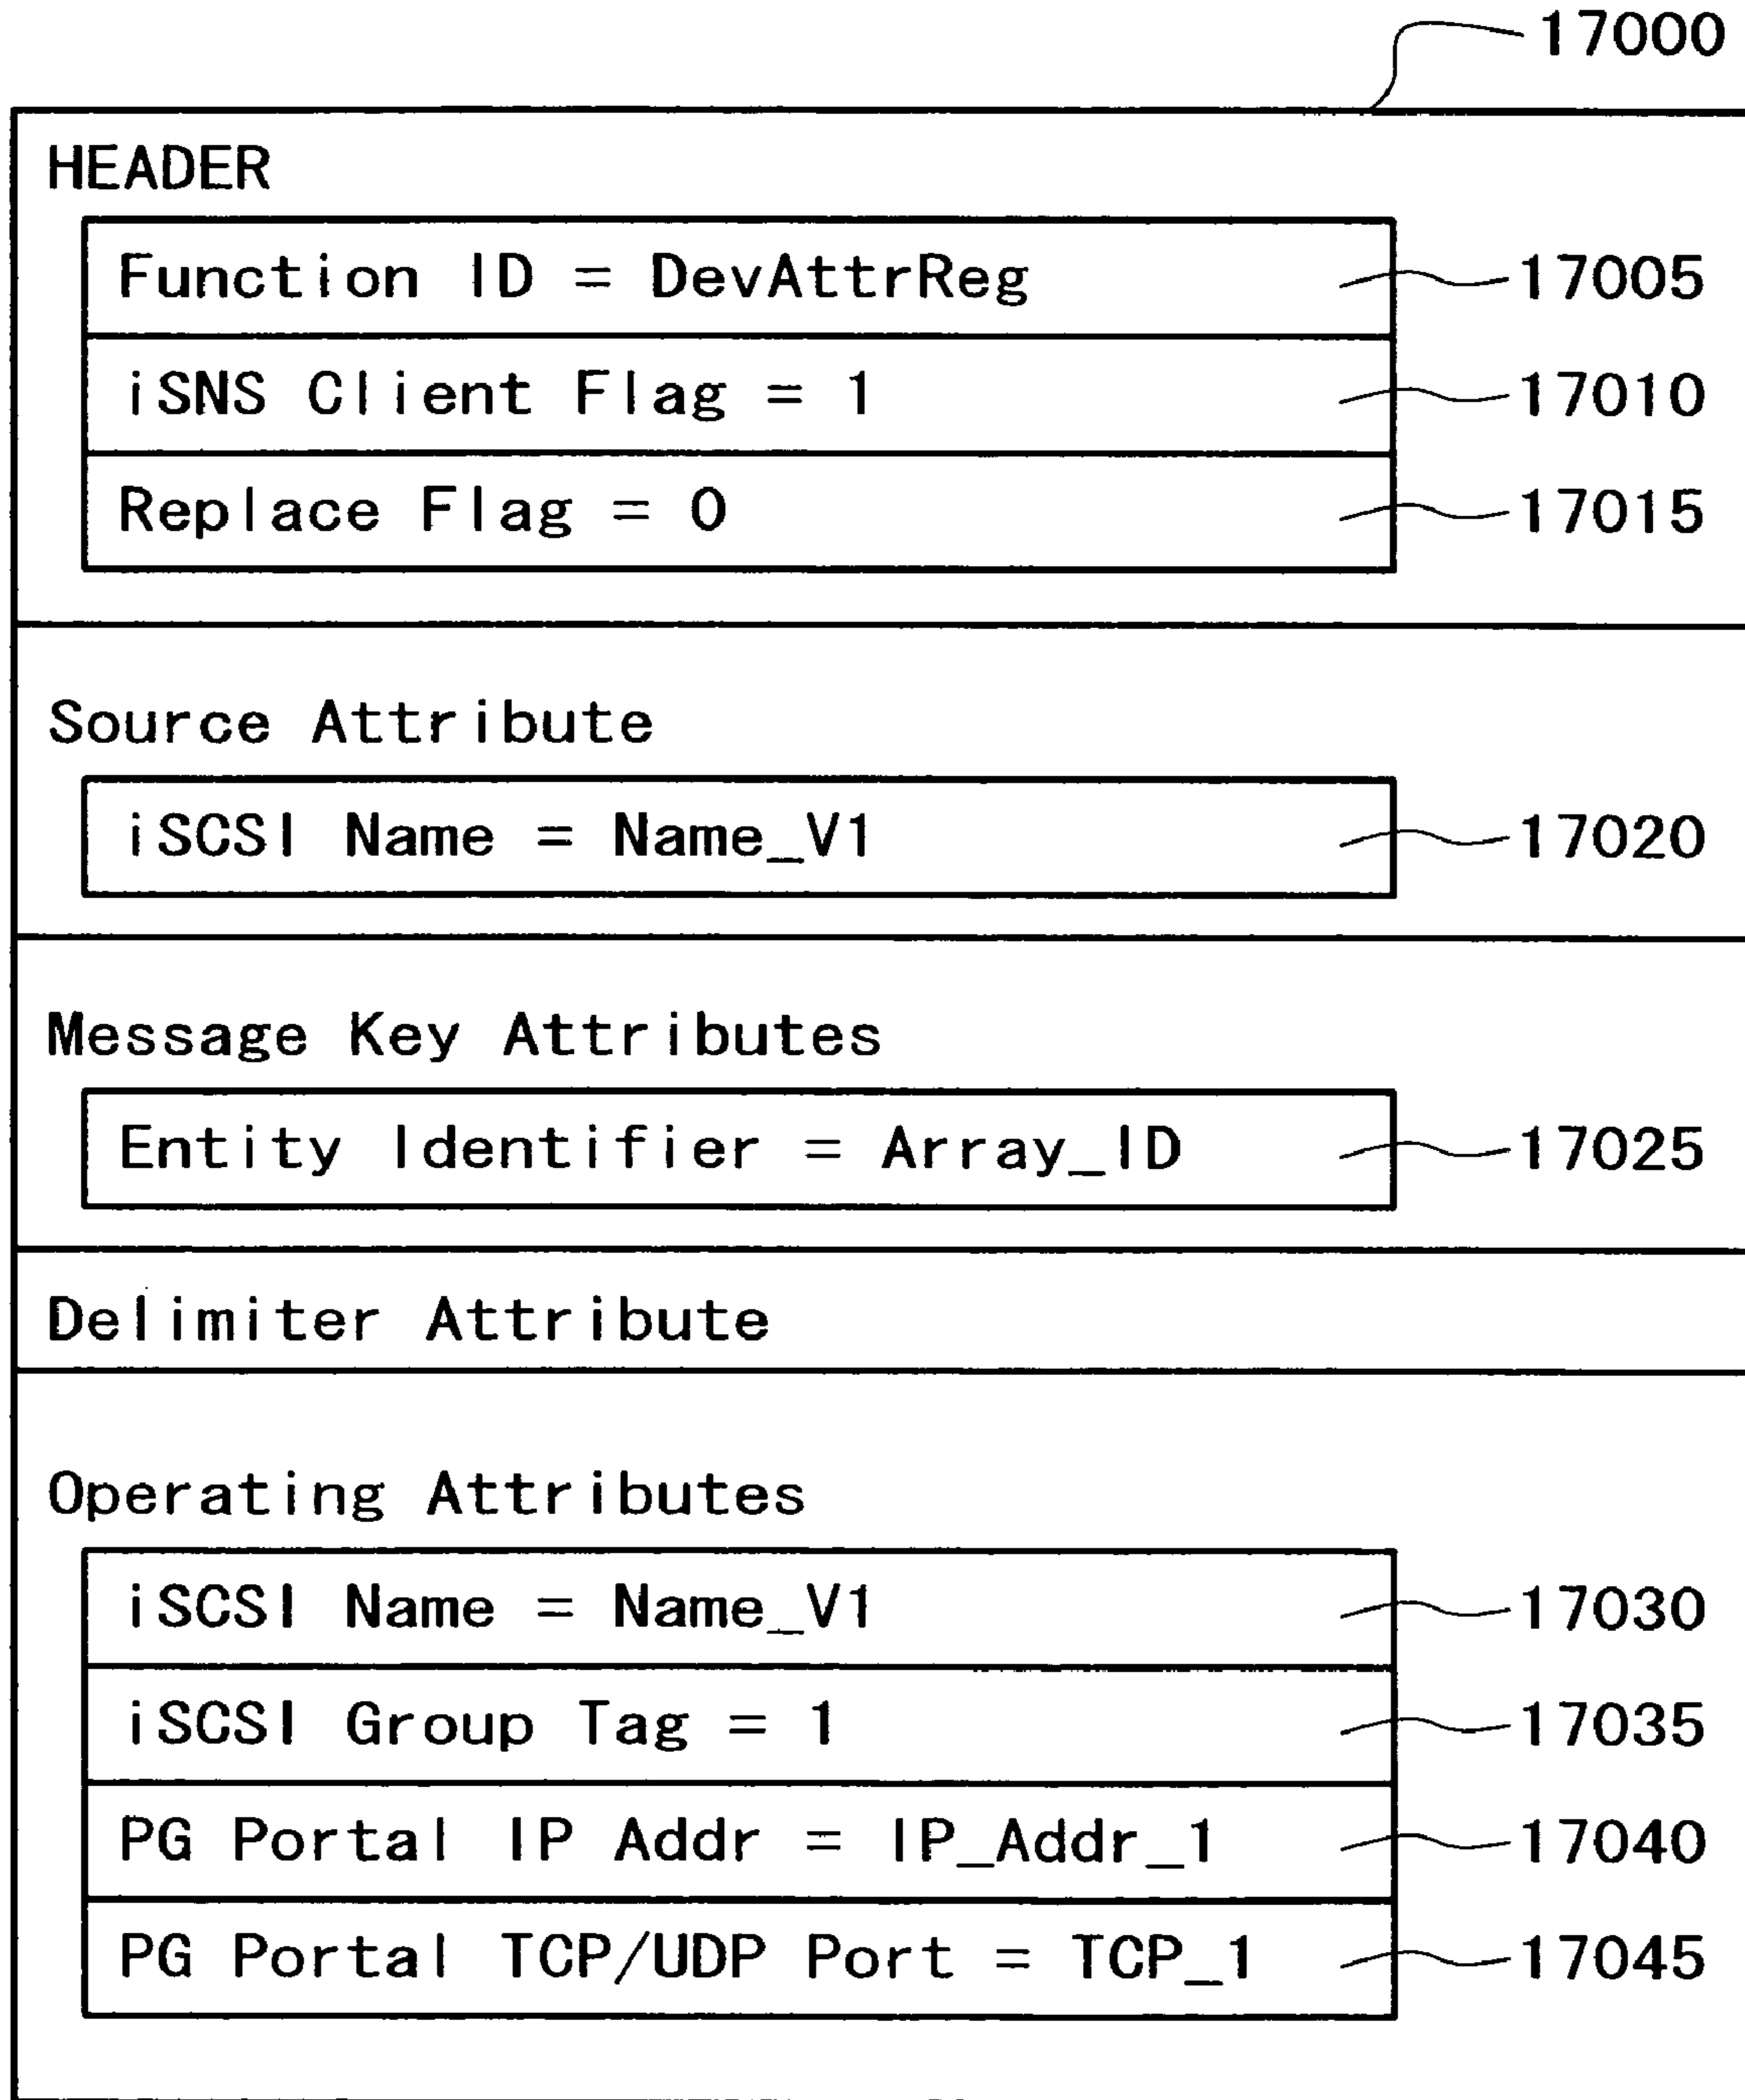 17000
HEADER
Function ID = DevAttrReg 17005
iSNS Client Flag = 1 17010
Replace Flag = 0 17015
Source Attribute
iSCSI Name = Name_V1 17020
Message Key Attributes
Entity Identifier = Array_ID 17025
Delimiter Attribute
Operating Attributes
iSCSI Name = Name_V1 17030
iSCSI Group Tag = 1 17035
PG Portal IP Addr = IP_Addr_1 17040
PG Portal TCP/UDP Port = TCP_1 17045